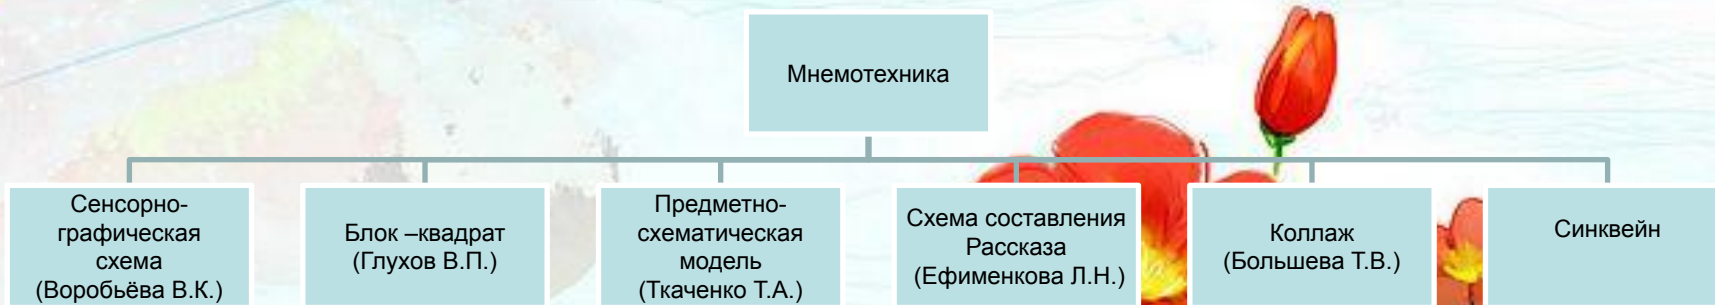 Мнемотехника
Сенсорно-
графическая
схема
(Воробьёва В.К.)
Блок –квадрат
(Глухов В.П.)
Предметно-
схематическая
модель
(Ткаченко Т.А.)
Схема составления
Рассказа
(Ефименкова Л.Н.)
Коллаж
(Большева Т.В.)
Синквейн